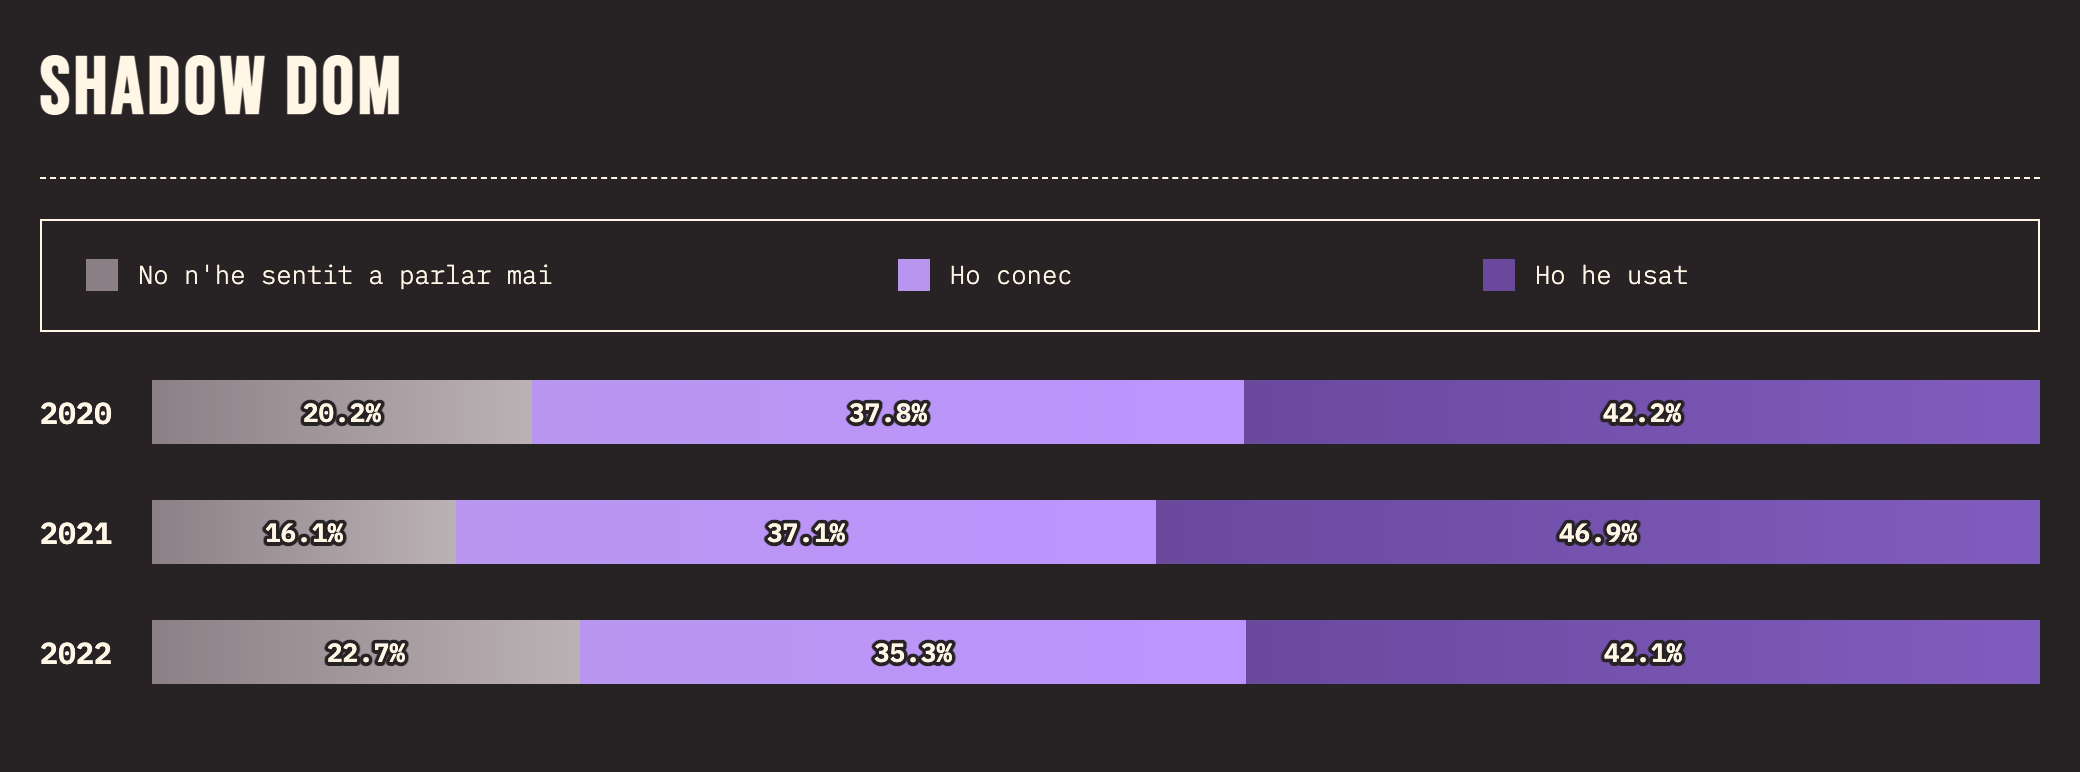 SHADOW DOM
No n'he sentit a parlar mai Ho conec Ho he usat
2020 20.2% 37.8% 42.2%
2021 16.1% 37.1% 46.9%
2022 22.7% 35.3% 42.1%